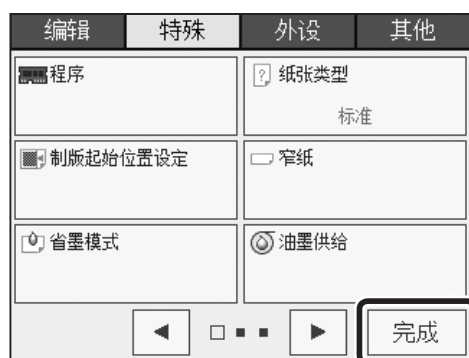 编辑 特殊 外设 其他
程序 纸张类型
标准
制版起始位置设定 窄纸
省墨模式 油墨供给
完成